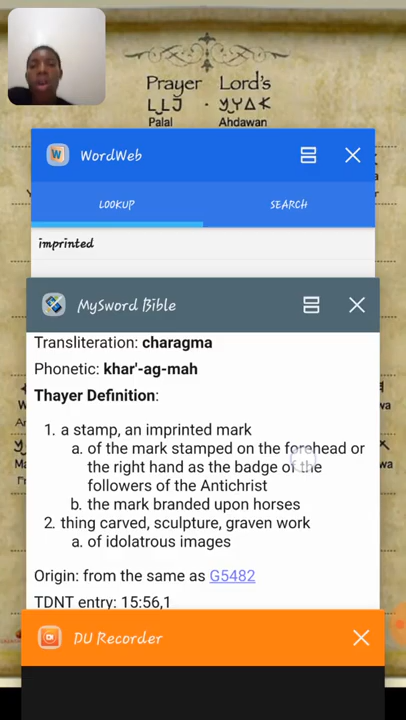 Prayer Lord's
Palal Ahdawan
WordWeb
LOOKUP SEARCH
imprinted
MySword Bible
Transliteration: charagma
Phonetic: khar'-ag-mah
Thayer Definition:
1. a stamp, an imprinted mark
a. of the mark stamped on the forehead or
the right hand as the badge of the
followers of the Antichrist
b. the mark branded upon horses
2. thing carved, sculpture, graven work
a. of idolatrous images
Origin: from the same as G5482
TDNT entry: 15:56,1
DU Recorder